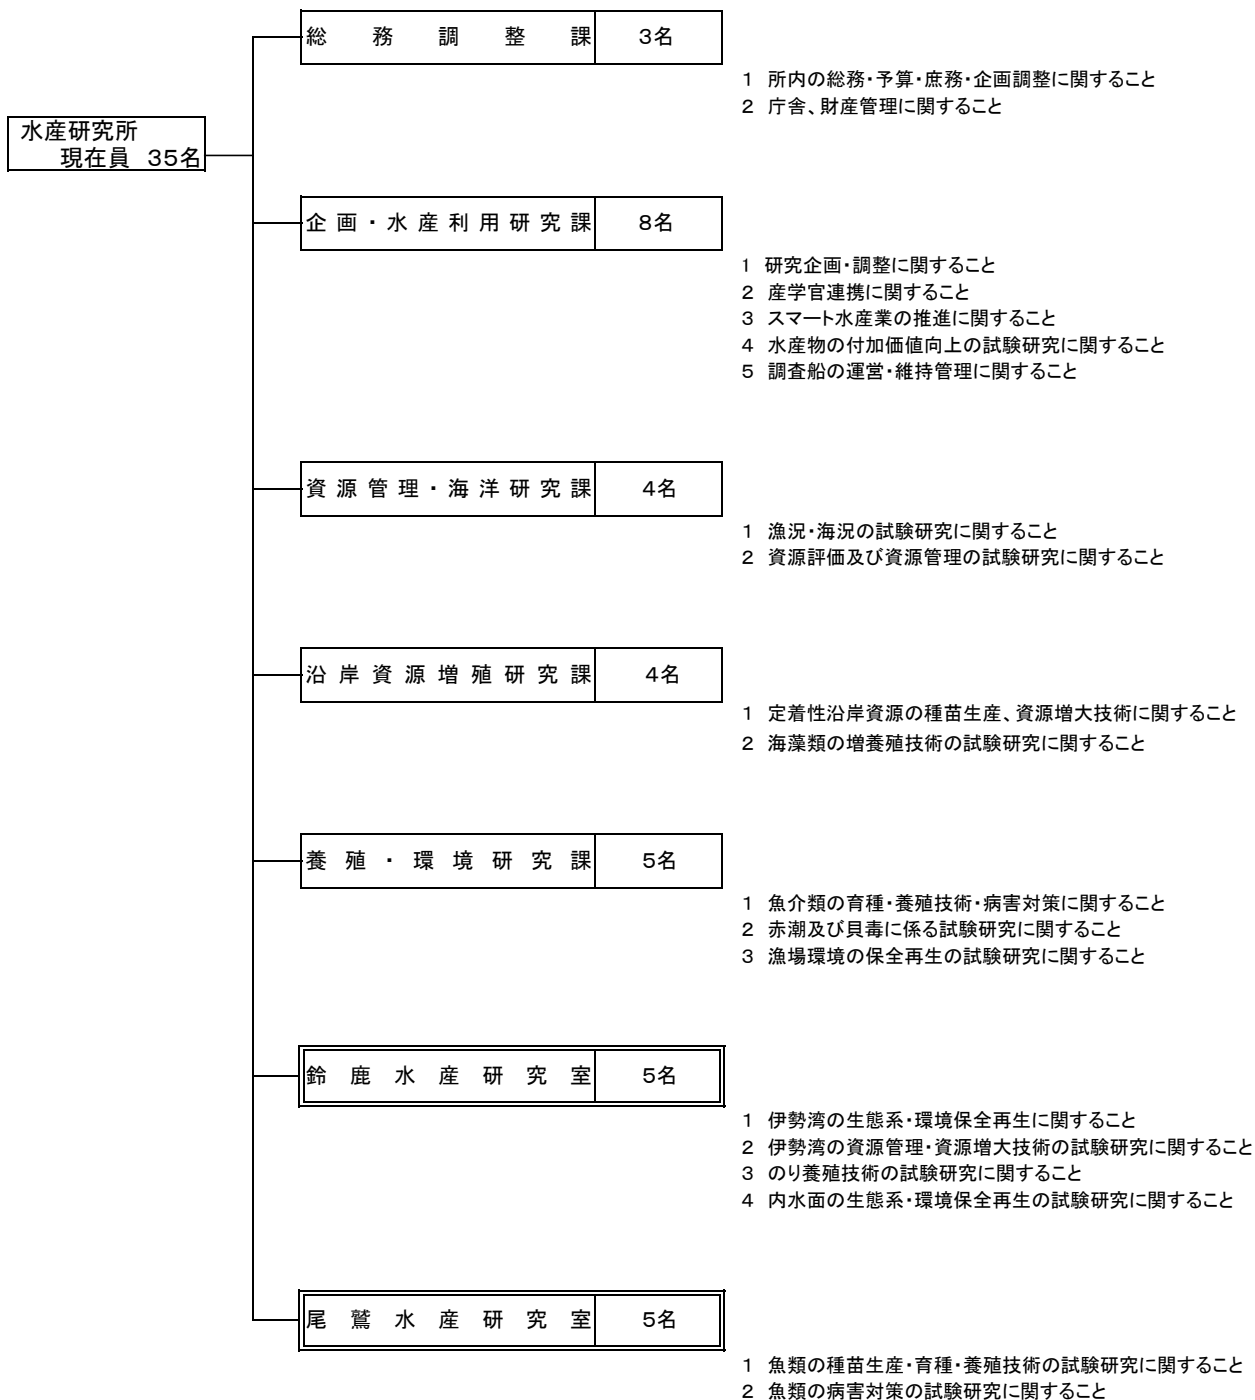 総務調整課 3名
1 所内の総務・予算・庶務・企画調整に関すること
2 庁舎、財産管理に関すること
水産研究所
現在員 35名
企画・水産利用研究課 8名
1 研究企画・調整に関すること
2 産学官連携に関すること
3 スマート水産業の推進に関すること
4 水産物の付加価値向上の試験研究に関すること
5 調査船の運営・維持管理に関すること
資源管理・海洋研究課 4名
1 漁況・海況の試験研究に関すること
2 資源評価及び資源管理の試験研究に関すること
沿岸資源増殖研究課 4名
1 定着性沿岸資源の種苗生産、資源増大技術に関すること
2 海藻類の増養殖技術の試験研究に関すること
養殖・環境研究課 5名
1 魚介類の育種・養殖技術・病害対策に関すること
2 赤潮及び貝毒に係る試験研究に関すること
3 漁場環境の保全再生の試験研究に関すること
鈴鹿水産研究室 5名
1 伊勢湾の生態系・環境保全再生に関すること
2 伊勢湾の資源管理・資源増大技術の試験研究に関すること
3 のり養殖技術の試験研究に関すること
4 内水面の生態系・環境保全再生の試験研究に関すること
尾鷲水産研究室 5名
1 魚類の種苗生産・育種・養殖技術の試験研究に関すること
2 魚類の病害対策の試験研究に関すること